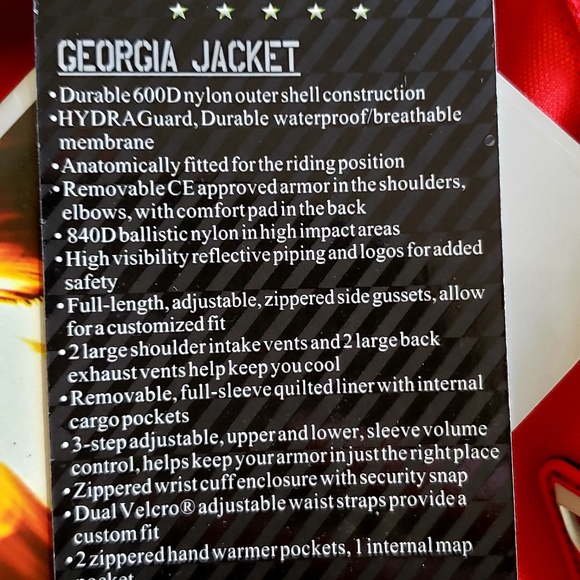 GEORGIA JACKET
•Durable 600D nylon outer shell construction
•HYDRAGuard, Durable waterproof/breathable
membrane
•Anatomically fitted for the riding position
•Removable CE approved armor in the shoulders,
elbows, with comfort pad in the back
• 840D ballistic nylon in high impact areas
•High visibility reflective piping and logos for added
safety
•Full-length, adjustable, zippered side gussets, allow
for a customized fit
•2 large shoulder intake vents and 2 large back
exhaust vents help keep you cool
•Removable, full-sleeve quilted liner with internal
cargo pockets
•3-step adjustable, upper and lower, sleeve volume
control, helps keep your armor in just the right place
•Zippered wrist cuff enclosure with security snap
•Dual Velcro® adjustable waist straps provide a
custom fit
•2 zippered hand warmer pockets, 1 internal map
pocket